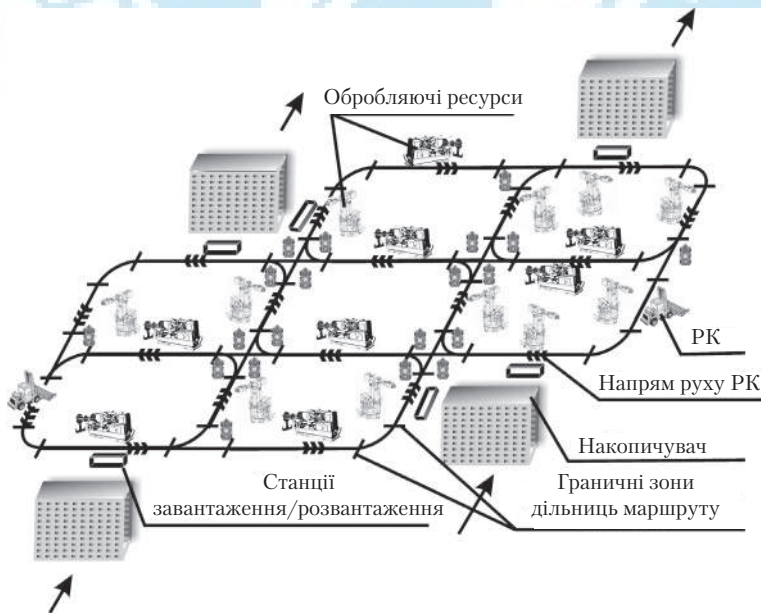 Обробляючі ресурси
РК
Напрям руху РК
Накопичувач
Станції
завантаження/розвантаження
Граничні зони
дільниць маршруту